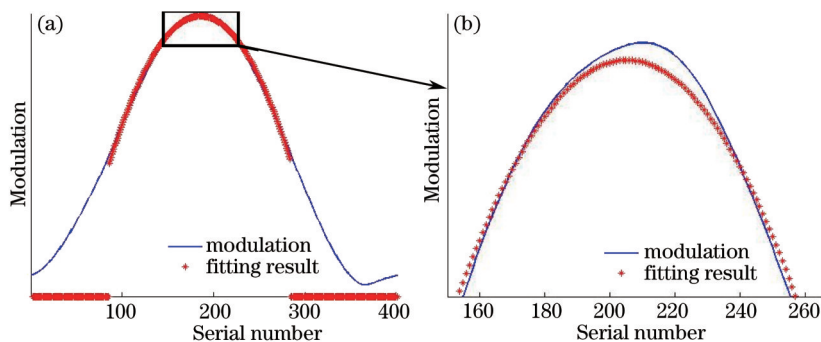 (a)
Modulation
modulation
fitting result
100
200
300
400
Serial number
(b)
Modulation
modulation
fitting result
160
180
200
220
240
260
Serial number